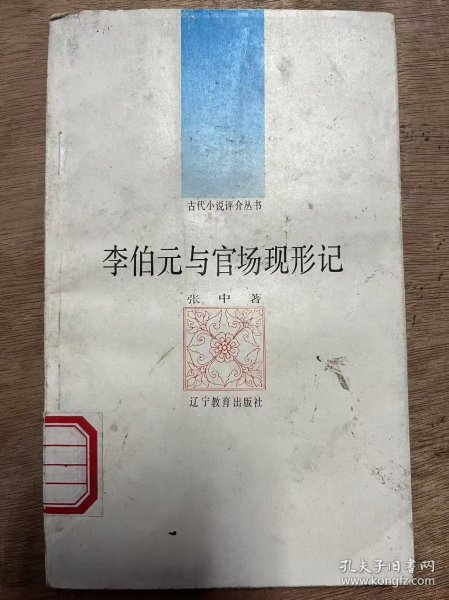 古代小说评介丛书
李伯元与官场现形记
张中著
辽宁教育出版社
孔夫子旧书网
www.kongfz.com